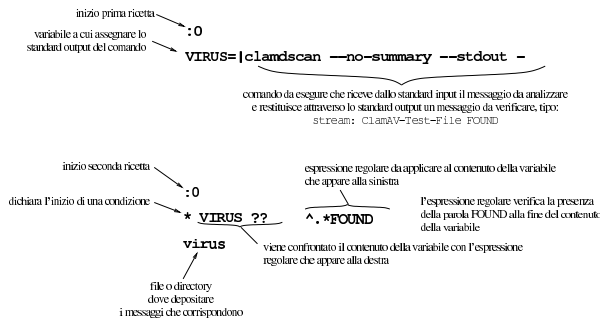 inizio prima ricetta
:0
variabile a cui assegnare lo
standard output del comando
VIRUS=|clamdscan --no-summary --stdout -
comando da esegure che riceve dallo standard input il messaggio da analizzare
e restituisce attraverso lo standard output un messaggio da verificare, tipo:
stream: ClamAV-Test-File FOUND
inizio seconda ricetta
:0
espressione regolare da applicare al contenuto della variabile
che appare alla sinistra
dichiara l'inizio di una condizione
* VIRUS ?? ^.*FOUND
l'espressione regolare verifica la presenza
della parola FOUND alla fine del contenuto
della variabile
virus
viene confrontato il contenuto della variabile con l'espressione
regolare che appare alla destra
file o directory
dove depositare
i messaggi che corrispondono